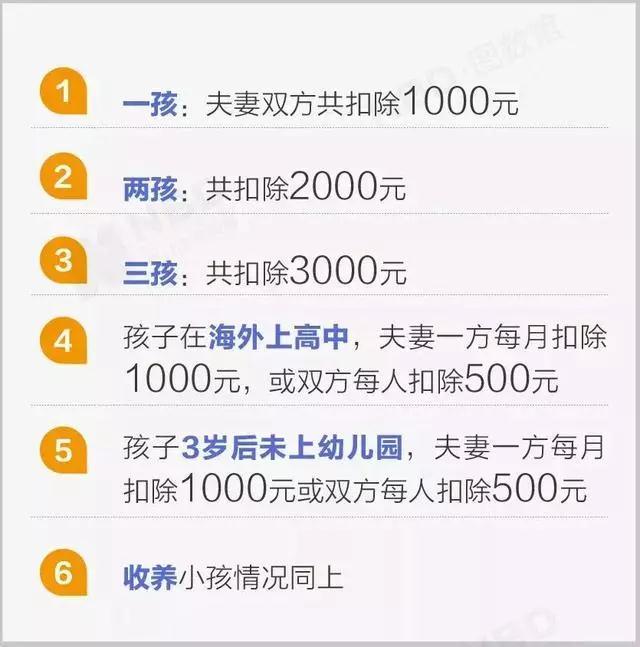 1
一孩：夫妻双方共扣除1000元
2
两孩：共扣除2000元
3
三孩：共扣除3000元
4
孩子在海外上高中，夫妻一方每月扣除
1000元，或双方每人扣除500元
5
孩子3岁后未上幼儿园，夫妻一方每月
扣除1000元或双方每人扣除500元
6
收养小孩情况同上